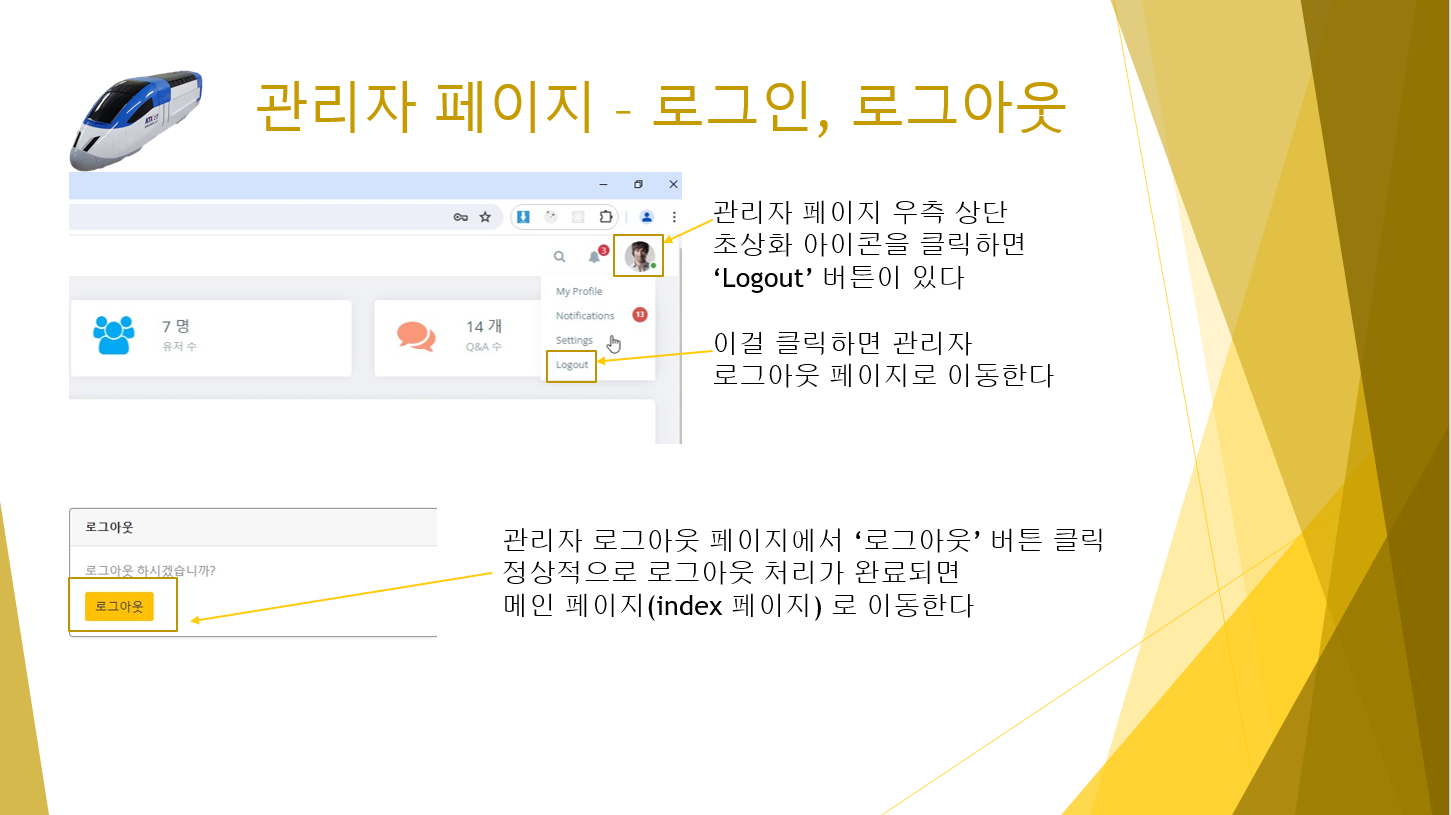 관리자 페이지 - 로그인, 로그아웃
관리자 페이지 우측 상단
초상화 아이콘을 클릭하면
‘Logout’ 버튼이 있다
이걸 클릭하면 관리자
로그아웃 페이지로 이동한다
3
My Profile
Notifications 13
Settings
Logout
7 명
유저 수
14 개
Q&A 수
로그아웃
로그아웃 하시겠습니까?
로그아웃
관리자 로그아웃 페이지에서 ‘로그아웃’ 버튼 클릭
정상적으로 로그아웃 처리가 완료되면
메인 페이지(index 페이지) 로 이동한다